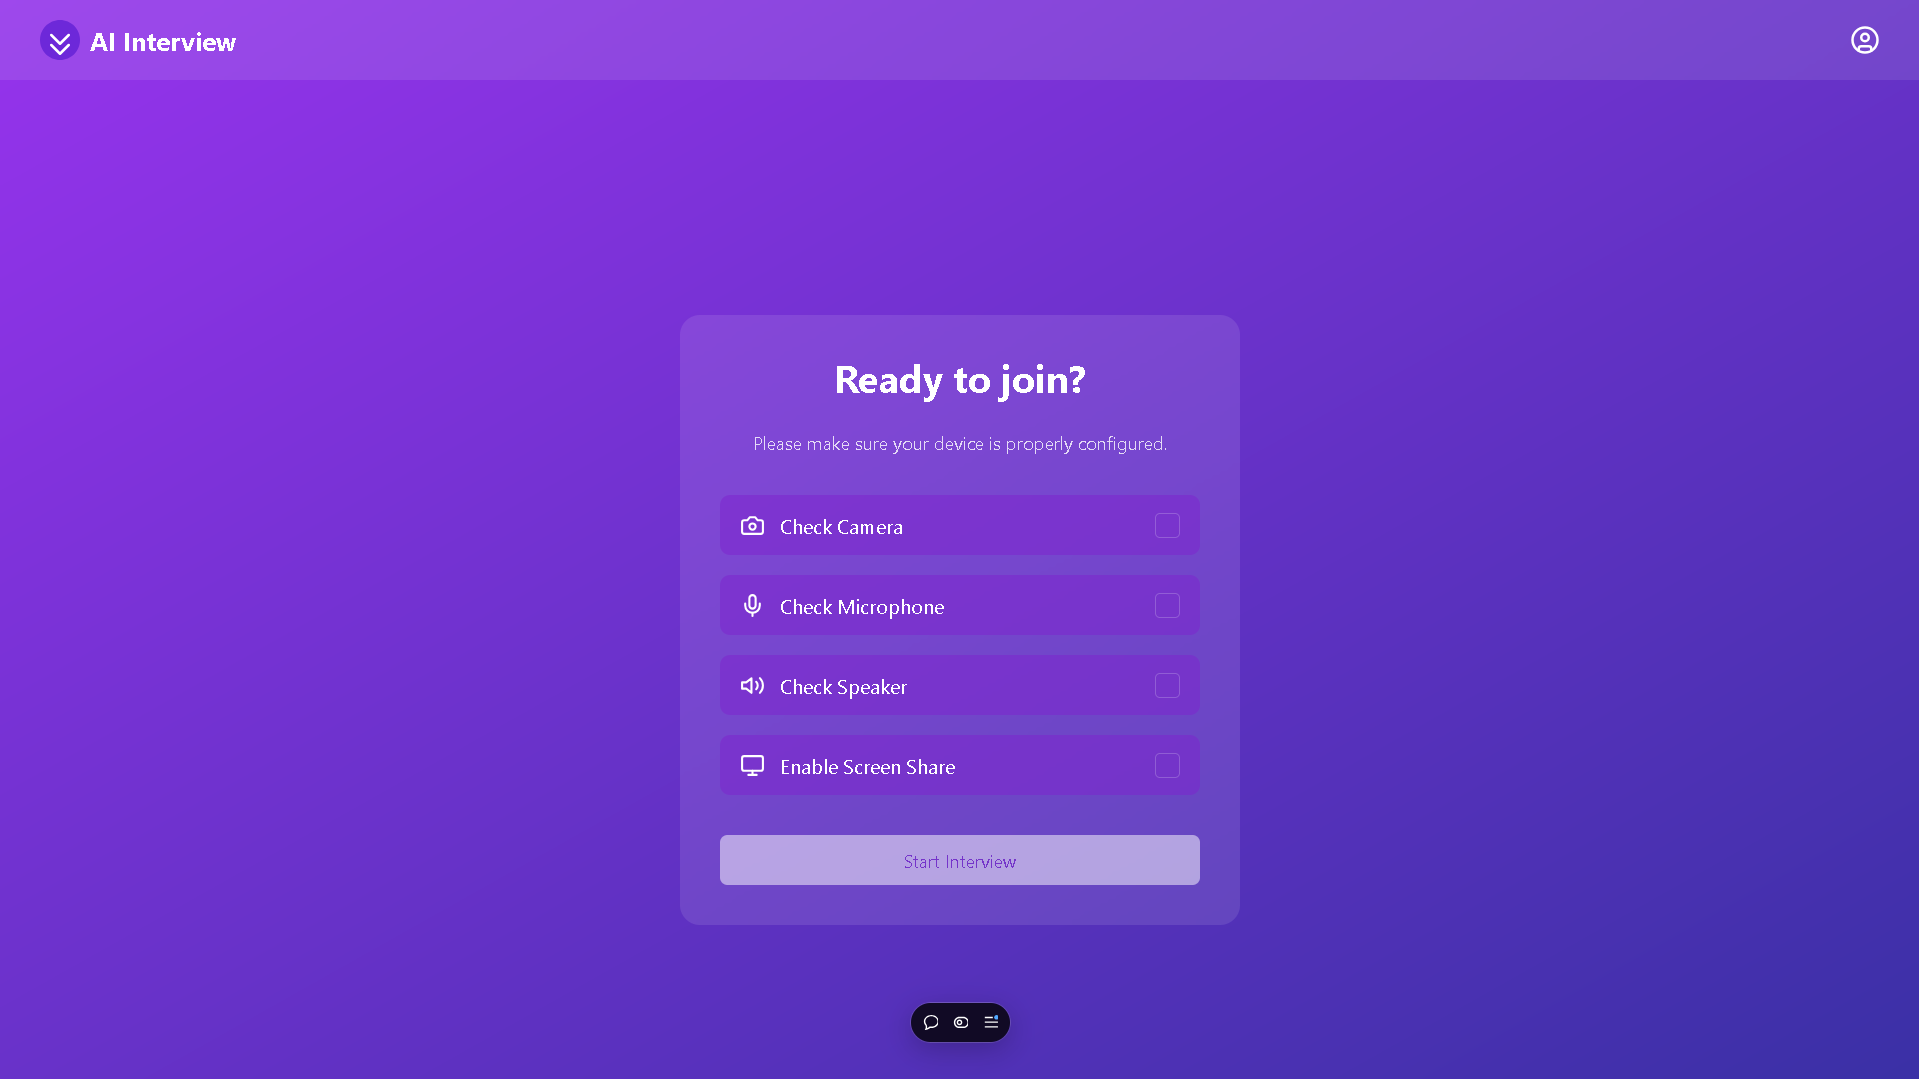 AI Interview
Ready to join?
Please make sure your device is properly configured.
Check Camera
Check Microphone
Check Speaker
Enable Screen Share
Start Interview